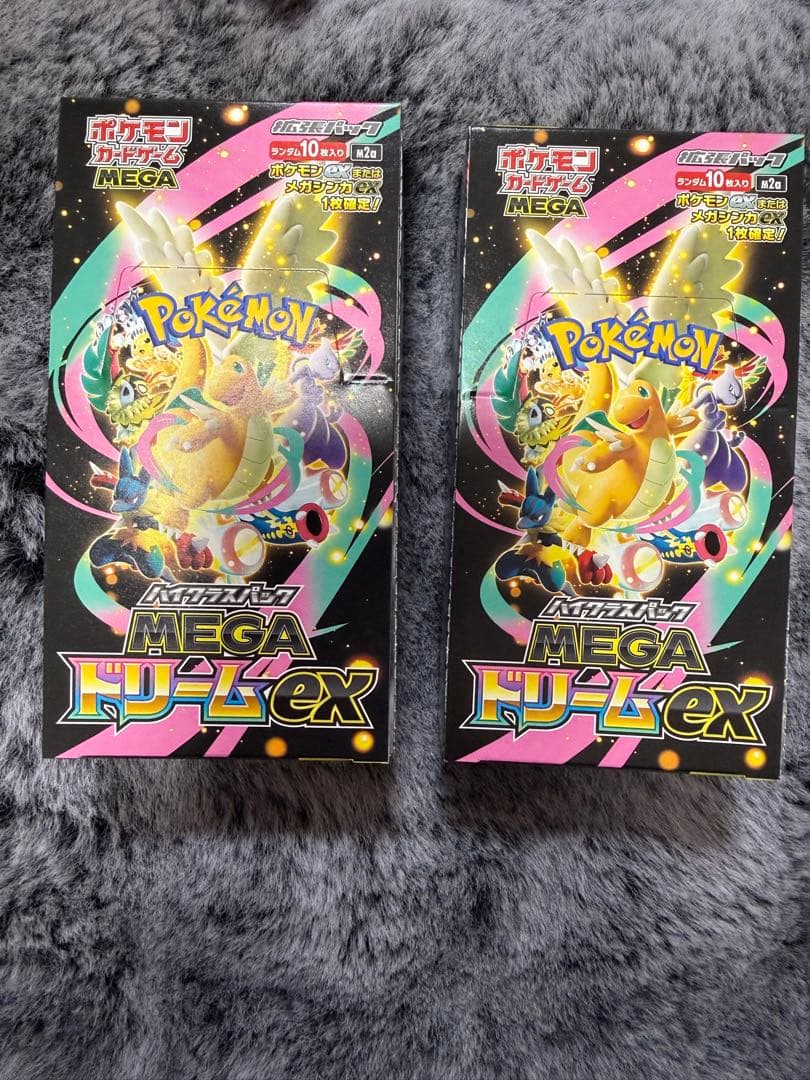 ポケモン
カードゲーム
MEGA
拡張パック
ランダム10枚入り M2a
ポケモンexまたは
メガシンカex
1枚確定!
POKéMON
ハイクラスパック
MEGA
ドリームex
ポケモン
カードゲーム
MEGA
拡張パック
ランダム10枚入り M2a
ポケモンexまたは
メガシンカex
1枚確定!
POKéMON
ハイクラスパック
MEGA
ドリームex